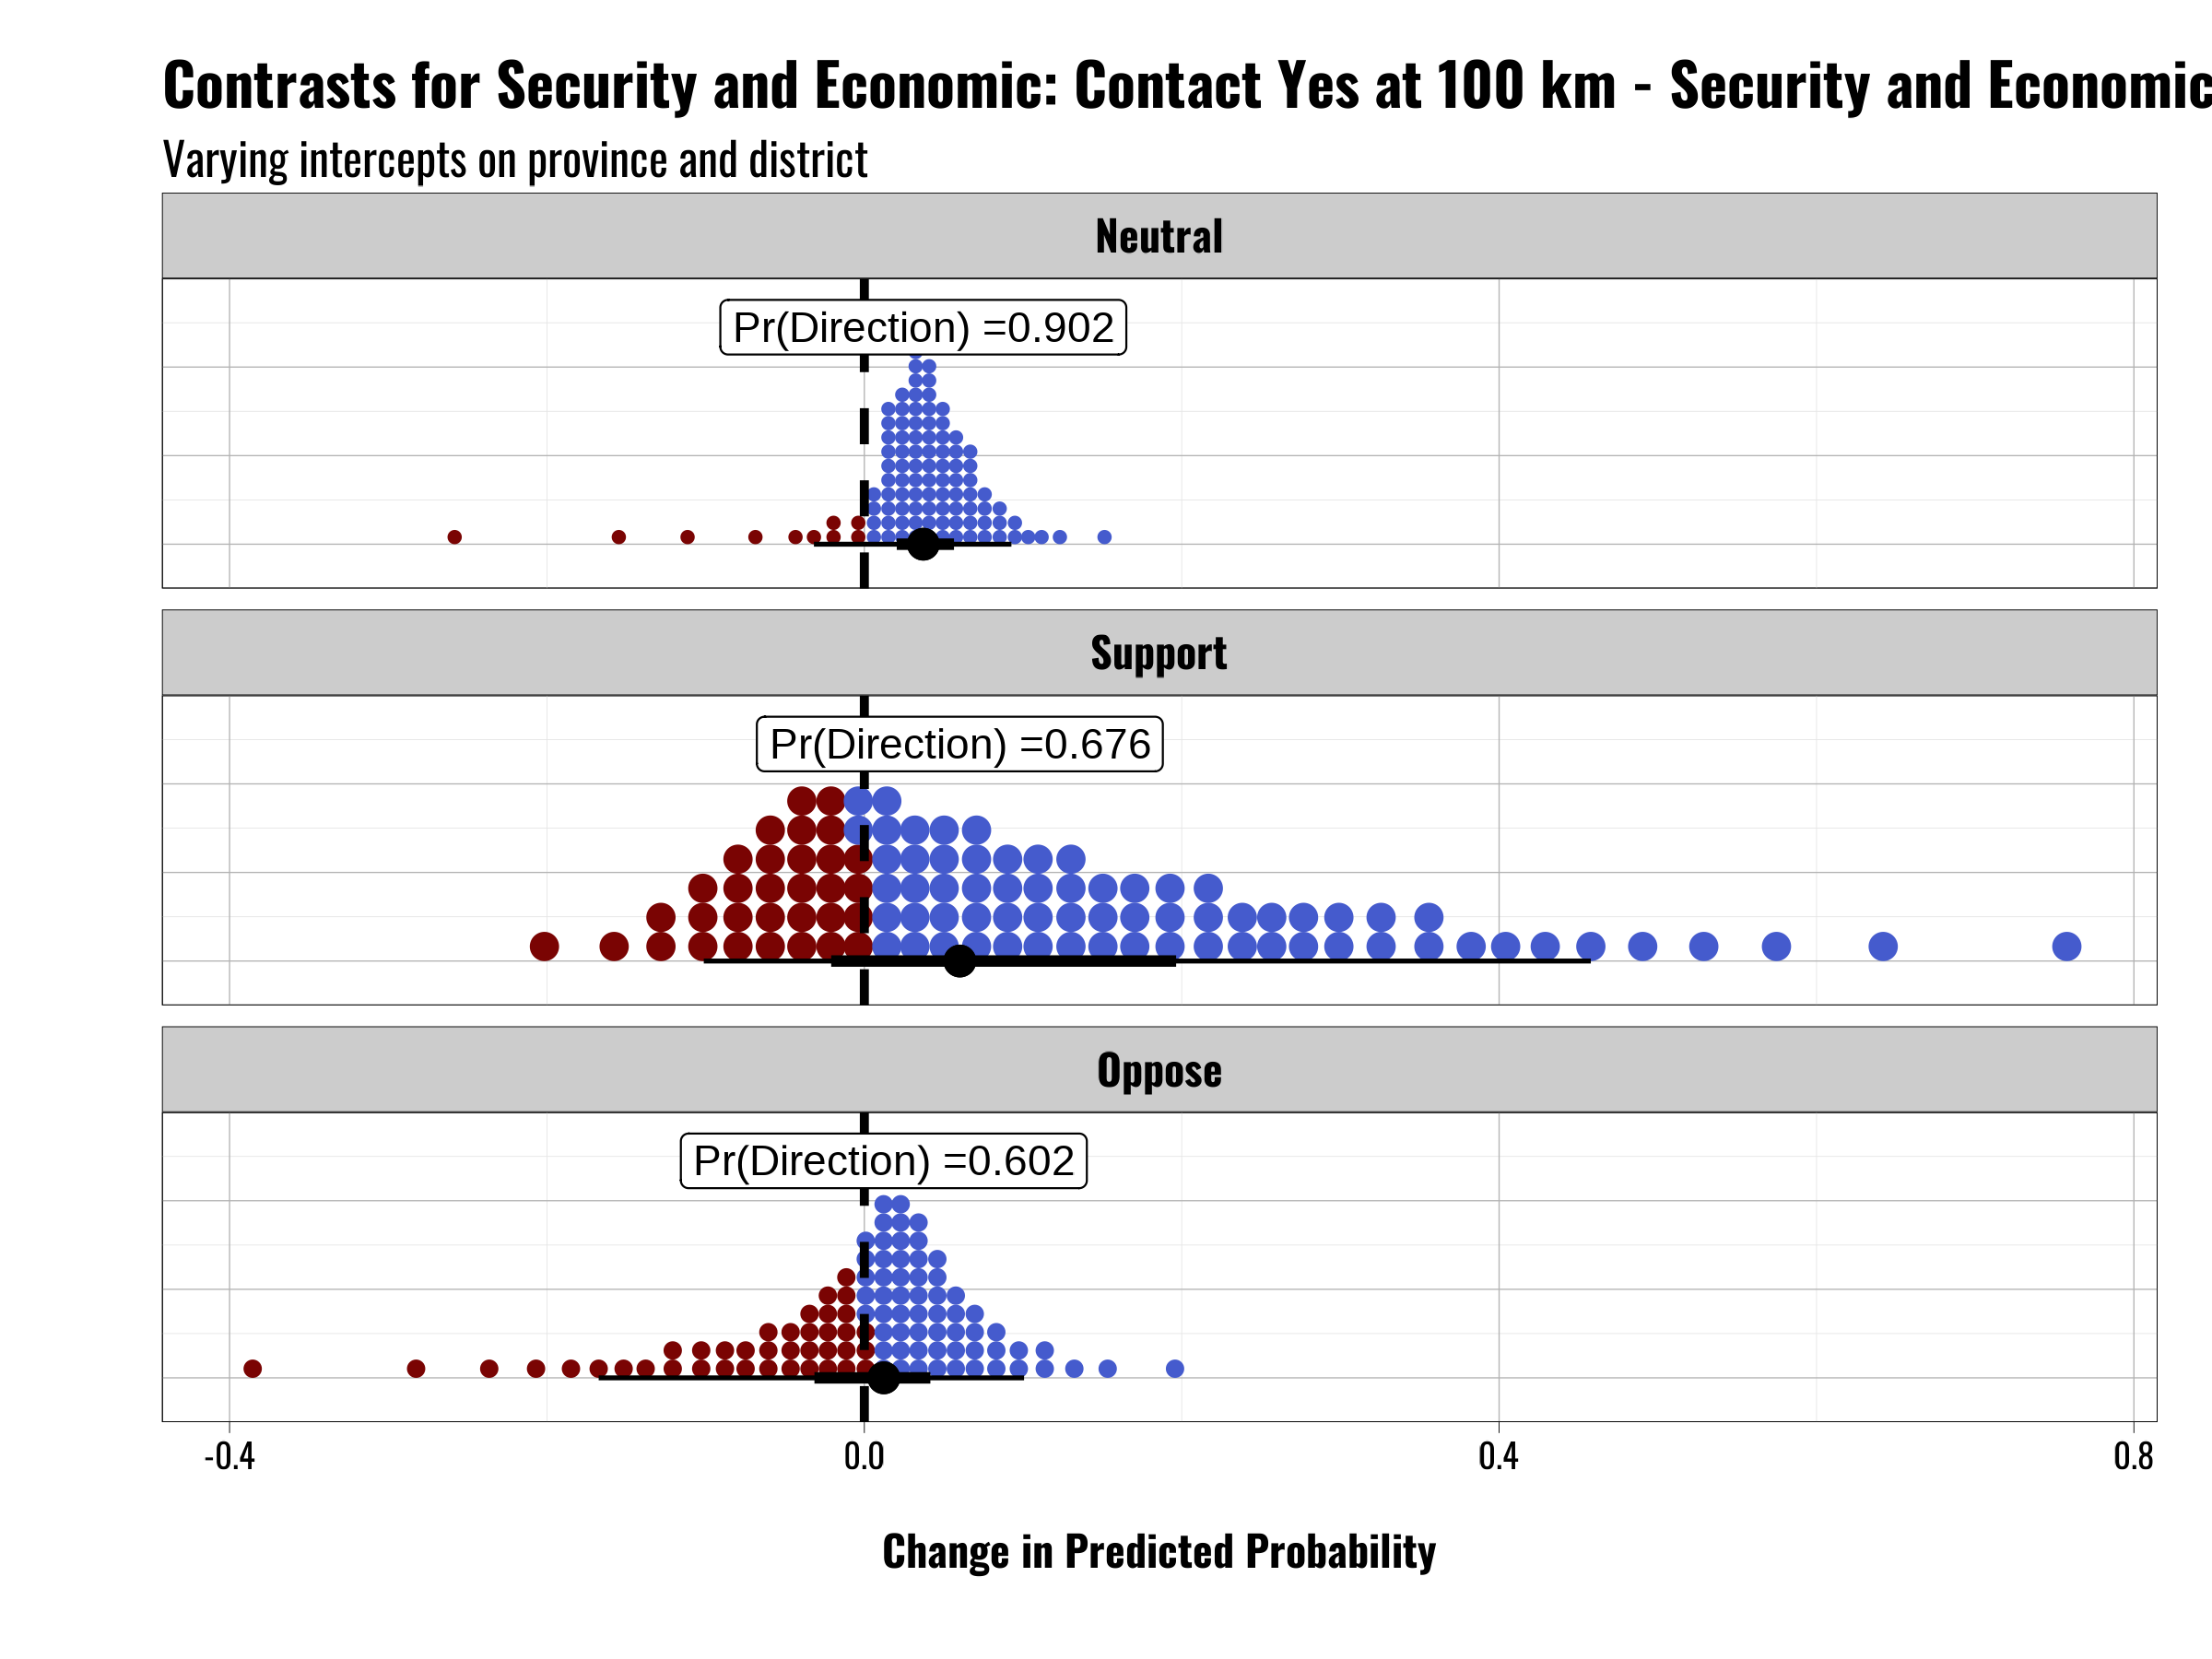 Contrasts for Security and Economic: Contact Yes at 100 km - Security and Economic
Varying intercepts on province and district
Neutral
Pr(Direction) =0.902
Support
Pr(Direction) =0.676
Oppose
Pr(Direction) =0.602
-0.4 0.0 0.4 0.8
Change in Predicted Probability